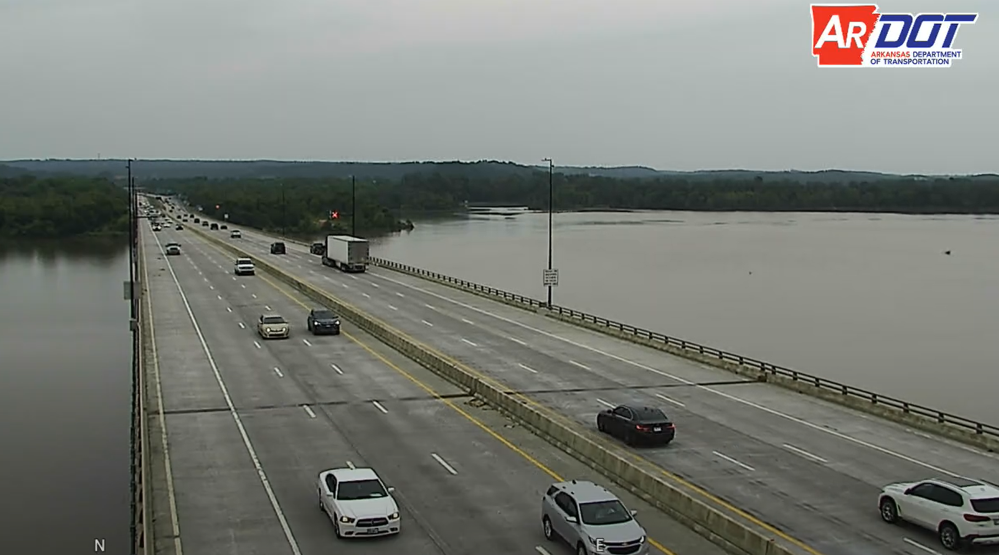 ARDOT
ARKANSAS DEPARTMENT
OF TRANSPORTATION
N
E